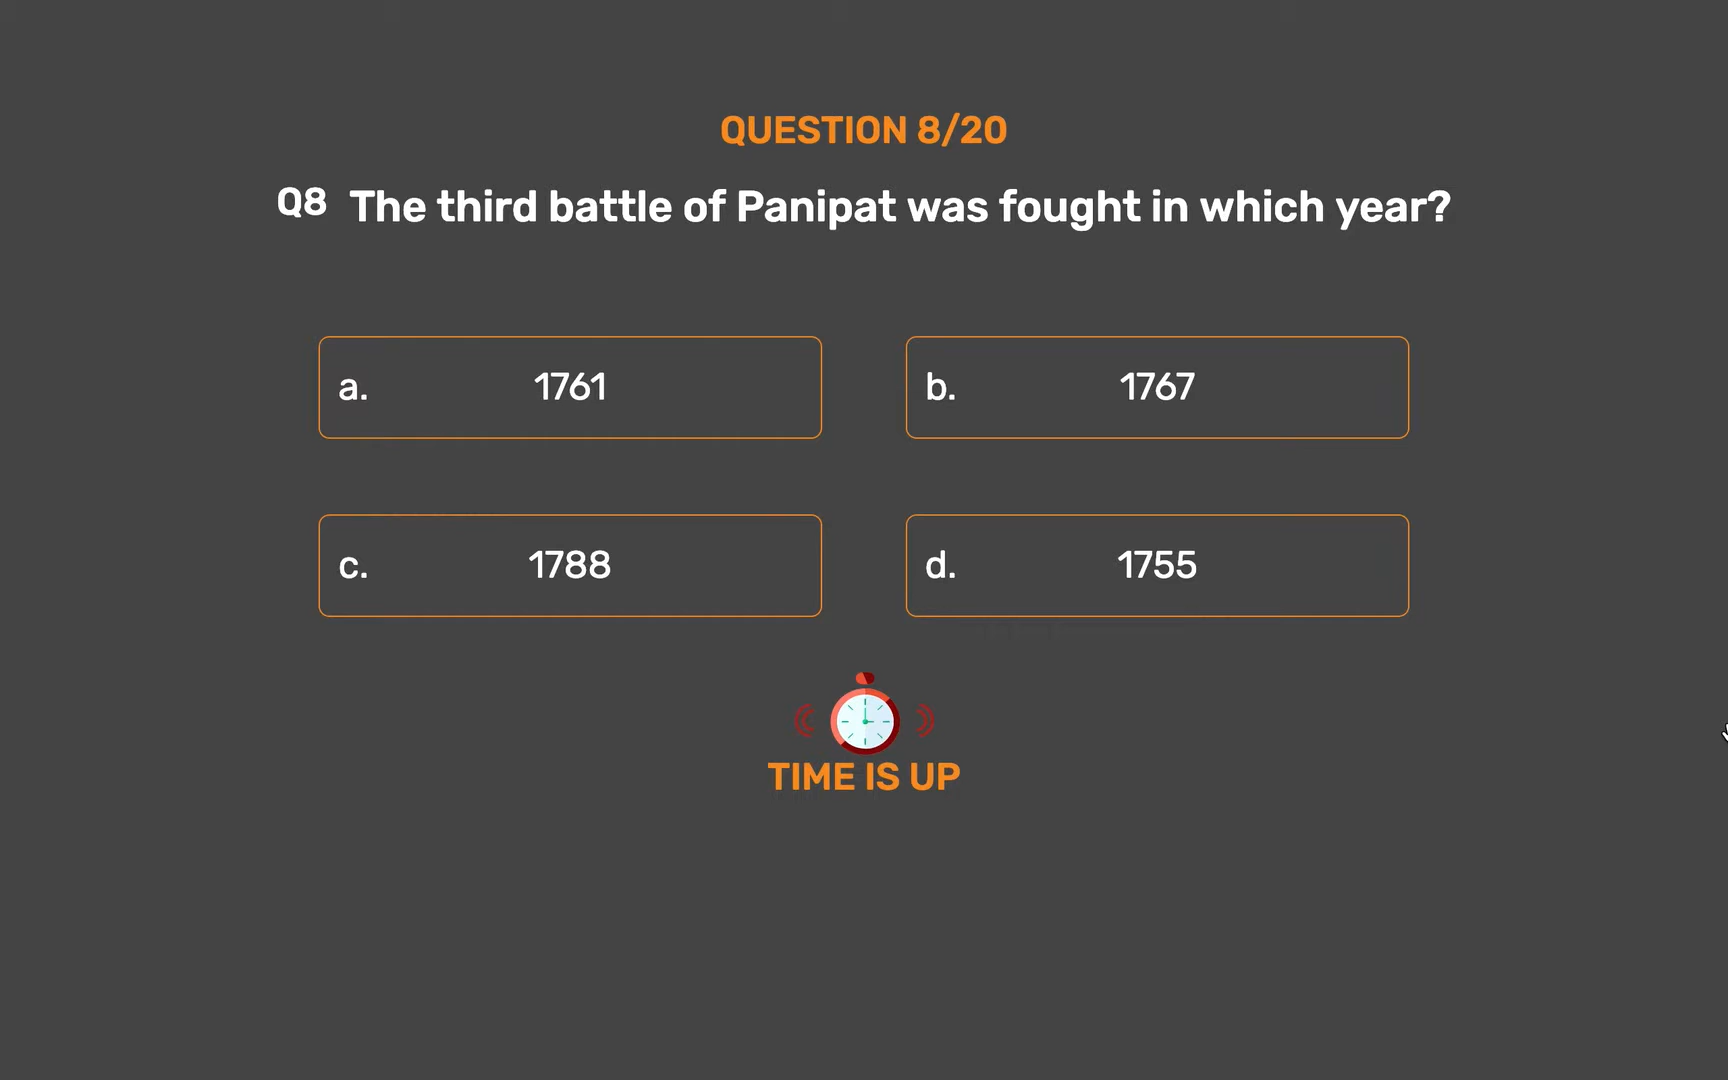 QUESTION 8/20
Q8 The third battle of Panipat was fought in which year?
a. 1761
b. 1767
c. 1788
d. 1755
TIME IS UP